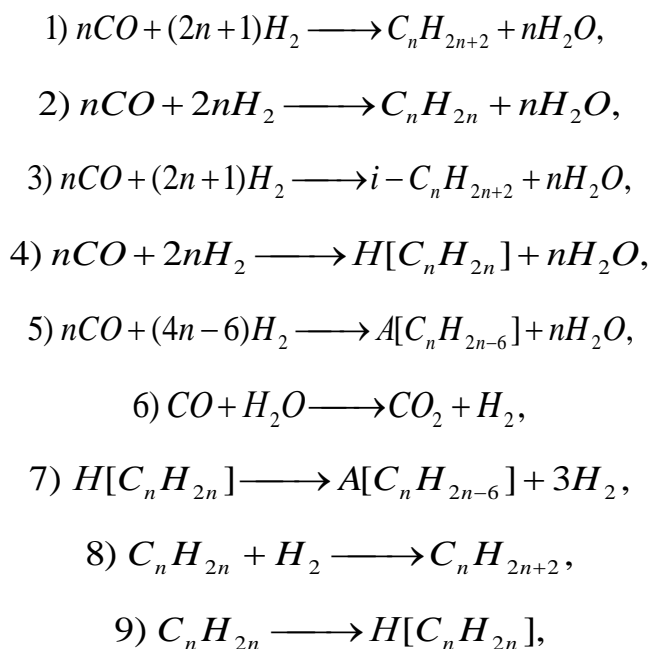 1) nCO + (2n + 1)H₂ ⟶ CₙH₂ₙ₊₂ + nH₂O,
2) nCO + 2nH₂ ⟶ CₙH₂ₙ + nH₂O,
3) nCO + (2n + 1)H₂ ⟶ i − CₙH₂ₙ₊₂ + nH₂O,
4) nCO + 2nH₂ ⟶ H[CₙH₂ₙ] + nH₂O,
5) nCO + (4n − 6)H₂ ⟶ A[CₙH₂ₙ₋₆] + nH₂O,
6) CO + H₂O ⟶ CO₂ + H₂,
7) H[CₙH₂ₙ] ⟶ A[CₙH₂ₙ₋₆] + 3H₂,
8) CₙH₂ₙ + H₂ ⟶ CₙH₂ₙ₊₂,
9) CₙH₂ₙ ⟶ H[CₙH₂ₙ],